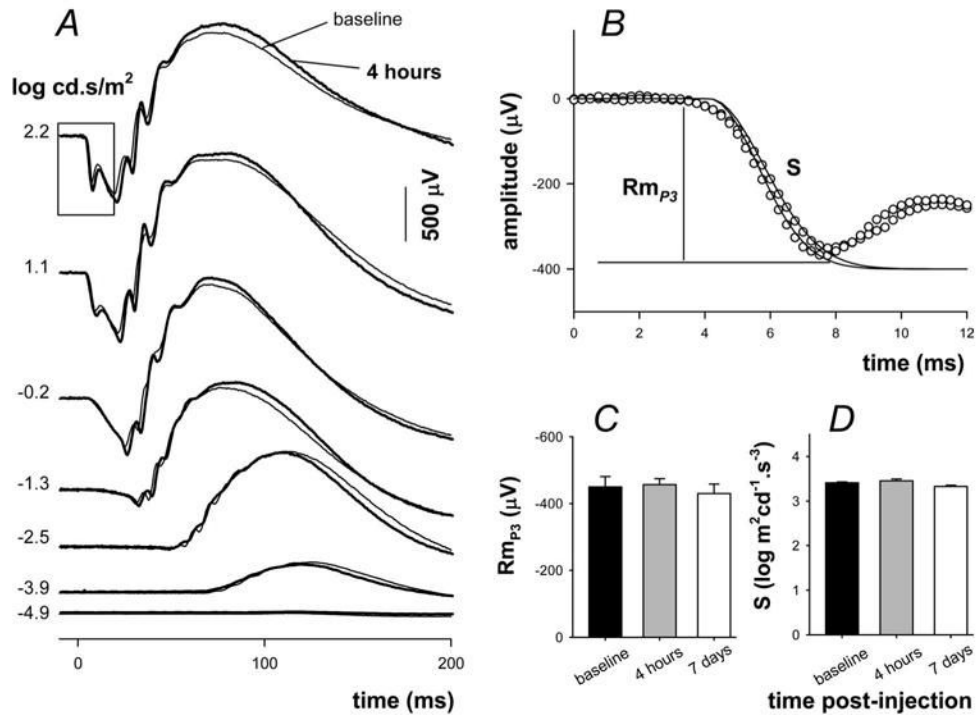 A
baseline
4 hours
log cd.s/m²
2.2
1.1
-0.2
-1.3
-2.5
-3.9
-4.9
500 µV
0
100
200
time (ms)
B
amplitude (µV)
0
-200
-400
S
RmP3
0
2
4
6
8
10
12
time (ms)
C
RmP3 (µV)
-600
-400
-200
0
baseline
4 hours
7 days
D
S (log m²cd⁻¹.s⁻³)
4
3
2
1
0
baseline
4 hours
7 days
time post-injection